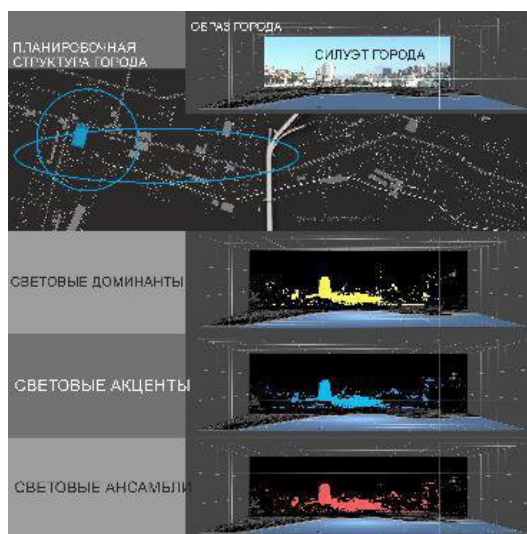 ОБРАЗ ГОРОДА
ПЛАНИРОВОЧНАЯ
СТРУКТУРА ГОРОДА
СИЛУЭТ ГОРОДА
СВЕТОВЫЕ ДОМИНАНТЫ
СВЕТОВЫЕ АКЦЕНТЫ
СВЕТОВЫЕ АНСАМБЛИ